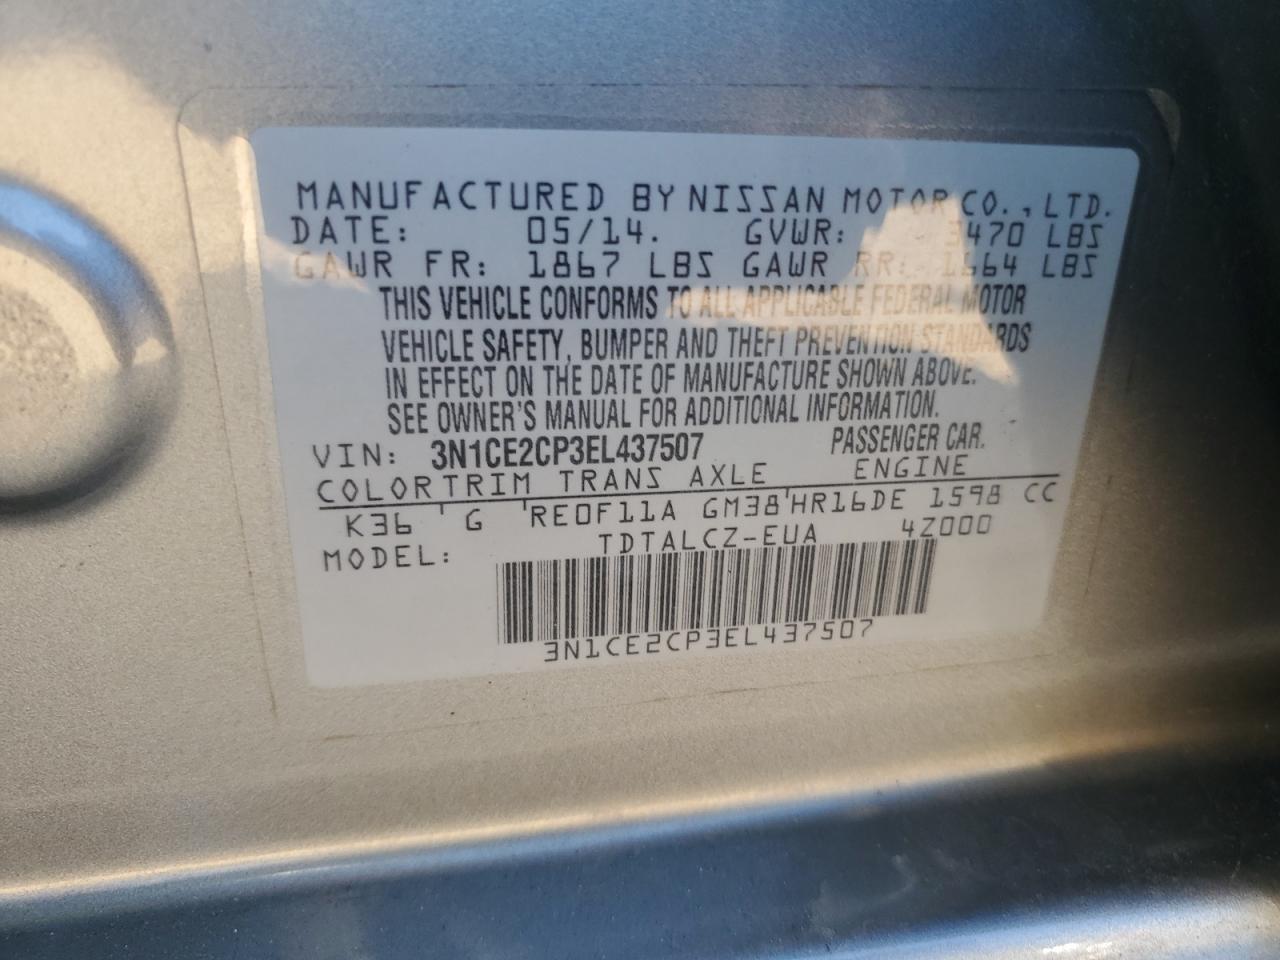 MANUFACTURED BY NISSAN MOTOR CO., LTD.
DATE: 05/14. GVWR: 3470 LBS
GAWR FR: 1867 LBS GAWR RR: 1664 LBS
THIS VEHICLE CONFORMS TO ALL APPLICABLE FEDERAL MOTOR
VEHICLE SAFETY, BUMPER AND THEFT PREVENTION STANDARDS
IN EFFECT ON THE DATE OF MANUFACTURE SHOWN ABOVE.
SEE OWNER'S MANUAL FOR ADDITIONAL INFORMATION.
VIN: 3N1CE2CP3EL437507 PASSENGER CAR.
COLOR TRIM TRANS AXLE ENGINE
K36 ' G 'RE0F11A GM38'HR16DE 1598 CC
MODEL: TDTALCZ-EUA 4Z000
3N1CE2CP3EL437507